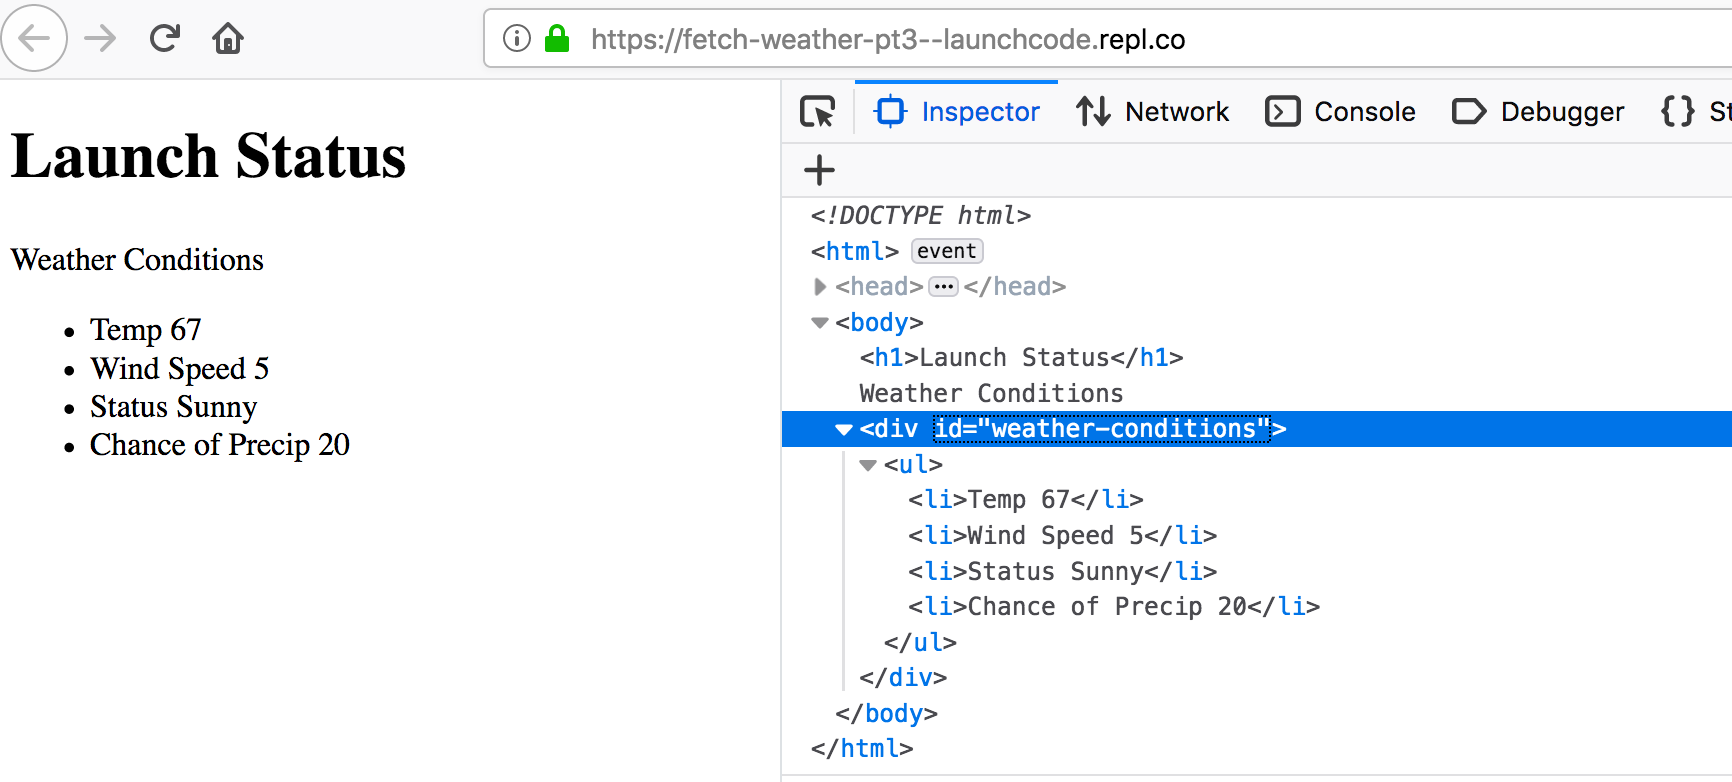 https://fetch-weather-pt3--launchcode.repl.co
Launch Status
Weather Conditions
• Temp 67
• Wind Speed 5
• Status Sunny
• Chance of Precip 20
Inspector Network Console Debugger {} St
+
<!DOCTYPE html>
<html> event
<head> ••• </head>
<body>
<h1>Launch Status</h1>
Weather Conditions
<div id="weather-conditions">
<ul>
<li>Temp 67</li>
<li>Wind Speed 5</li>
<li>Status Sunny</li>
<li>Chance of Precip 20</li>
</ul>
</div>
</body>
</html>